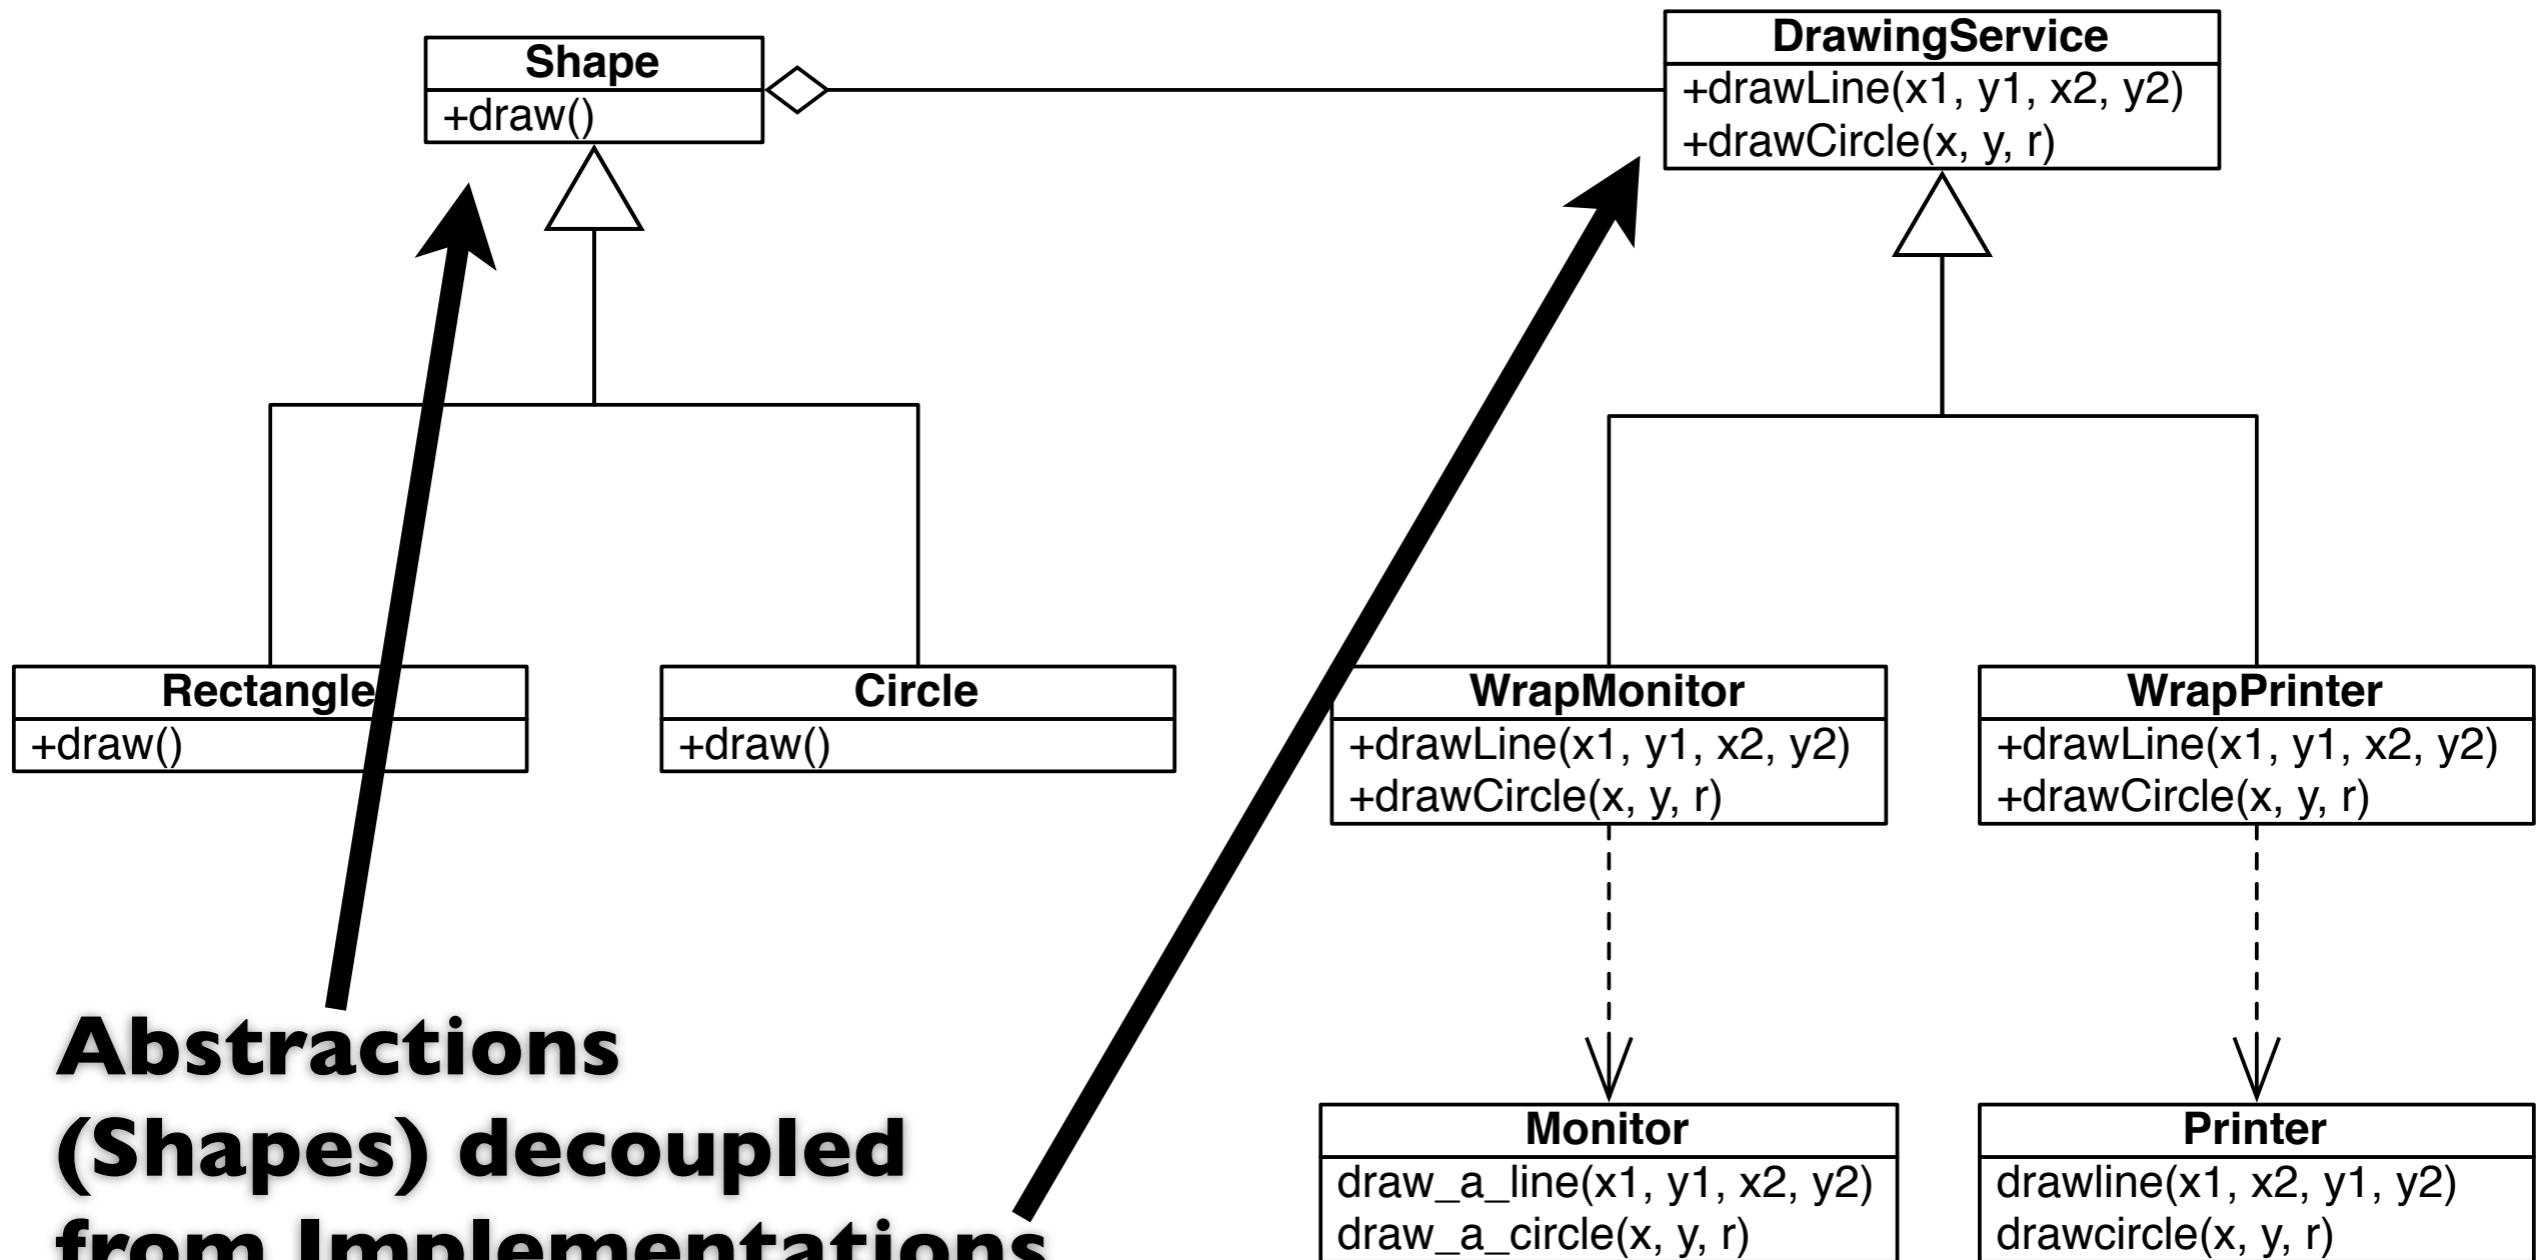 Shape
+draw()
DrawingService
+drawLine(x1, y1, x2, y2)
+drawCircle(x, y, r)
Rectangle
+draw()
Circle
+draw()
WrapMonitor
+drawLine(x1, y1, x2, y2)
+drawCircle(x, y, r)
WrapPrinter
+drawLine(x1, y1, x2, y2)
+drawCircle(x, y, r)
Abstractions
(Shapes) decoupled
from Implementations
Monitor
draw_a_line(x1, y1, x2, y2)
draw_a_circle(x, y, r)
Printer
drawline(x1, x2, y1, y2)
drawcircle(x, y, r)